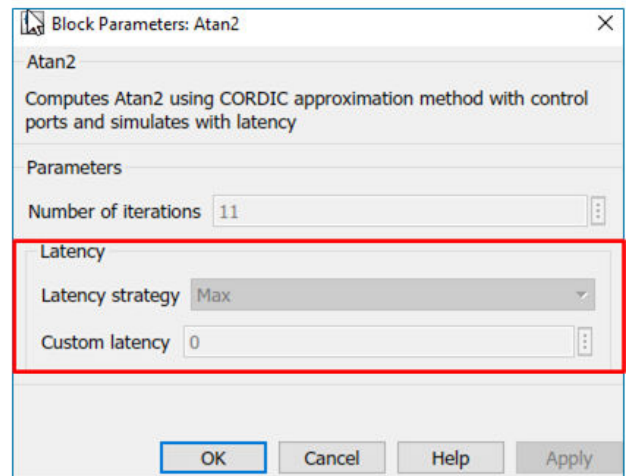 Block Parameters: Atan2
Atan2
Computes Atan2 using CORDIC approximation method with control
ports and simulates with latency
Parameters
Number of iterations 11
Latency
Latency strategy Max
Custom latency 0
OK Cancel Help Apply